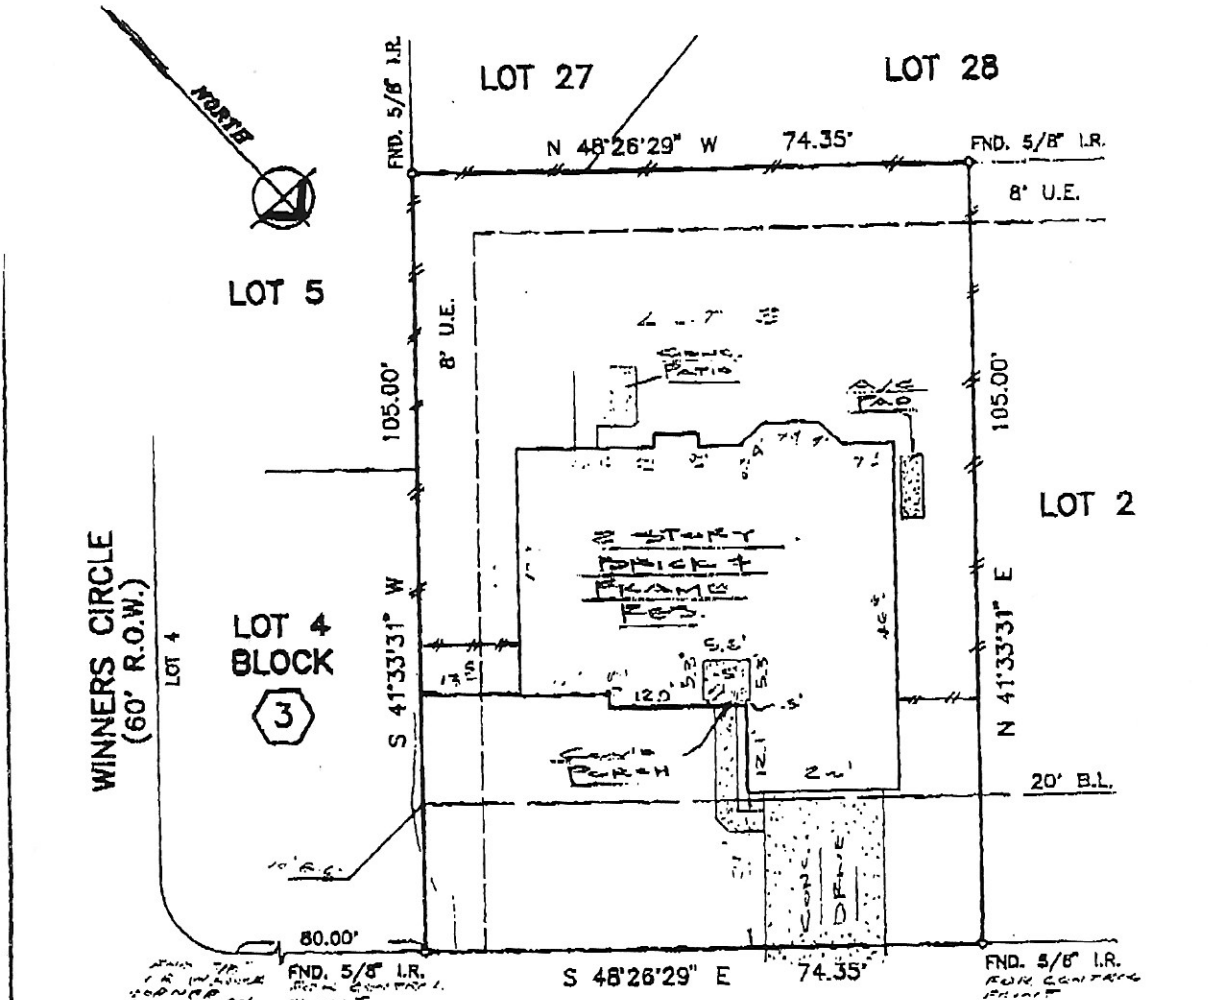 NORTH
LOT 27
LOT 28
FND. 5/8" I.R.
N 48°26'29" W
74.35'
FND. 5/8" I.R.
8' U.E.
LOT 5
8' U.E.
CONC.
PATIO
A/C
PAD
105.00'
105.00'
LOT 2
2 STORY
BRICK &
FRAME
RES.
WINNERS CIRCLE
(60' R.O.W.)
LOT 4
LOT 4
BLOCK
3
S 41°33'31" W
N 41°33'31" E
5.3'
5.3'
5.3'
12.0'
12.1'
PORCH
20' B.L.
CONC.
DRIVE
80.00'
FND. 5/8" I.R.
S 48°26'29" E
74.35'
FND. 5/8" I.R.
FOR CONTROL